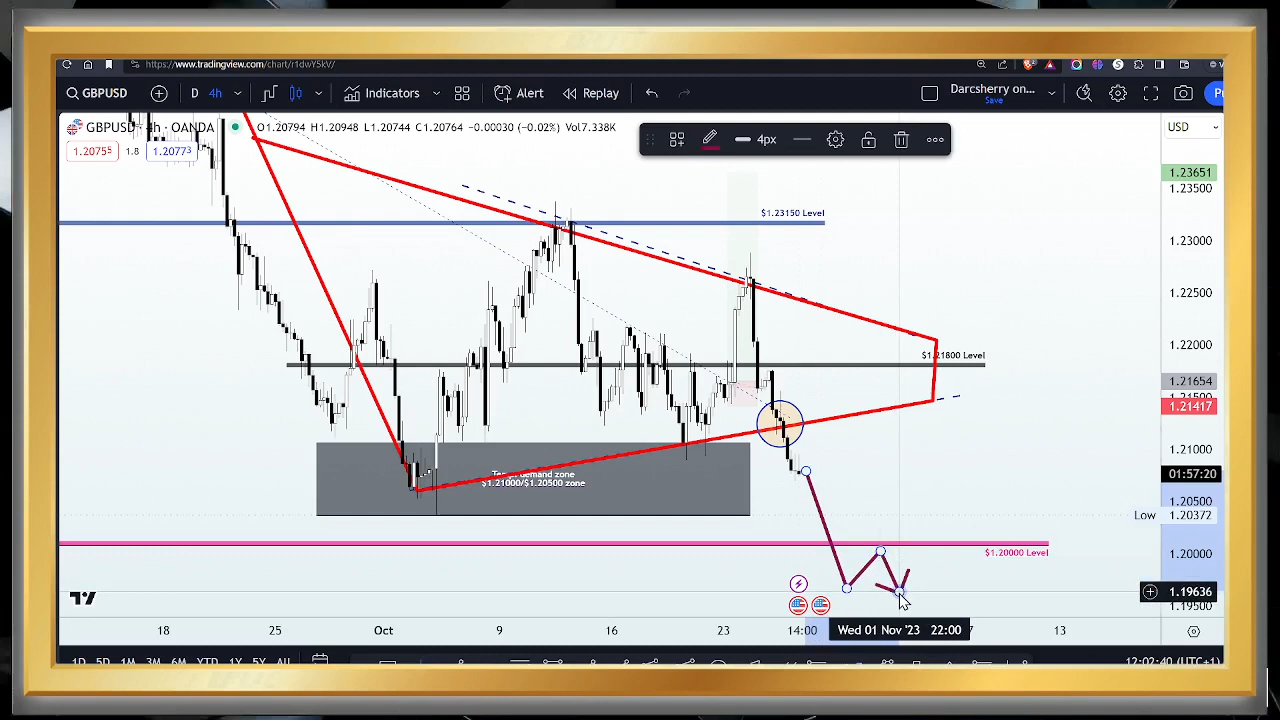 https://www.tradingview.com/chart/r1dwY5kV/
GBPUSD D 4h Indicators Alert Replay Darcsherry on... Save
GBPUSD · 4h · OANDA O1.20794 H1.20948 L1.20744 C1.20764 −0.00030 (−0.02%) Vol7.338K
1.20755 1.8 1.20773
4px
USD
1.23651
1.23500
$1.23150 Level
1.23000
1.22500
1.22000
$1.21800 Level
1.21654
1.21417
1.21000
demand zone
$1.21000/$1.20500 zone
01:57:20
1.20500
Low 1.20372
1.20000
$1.20000 Level
1.19636
1.19500
18 25 Oct 9 16 23 14:00 Wed 01 Nov '23 22:00 13
1D 5D 1M 3M 6M YTD 1Y 5Y All
12:02:40 (UTC+1)